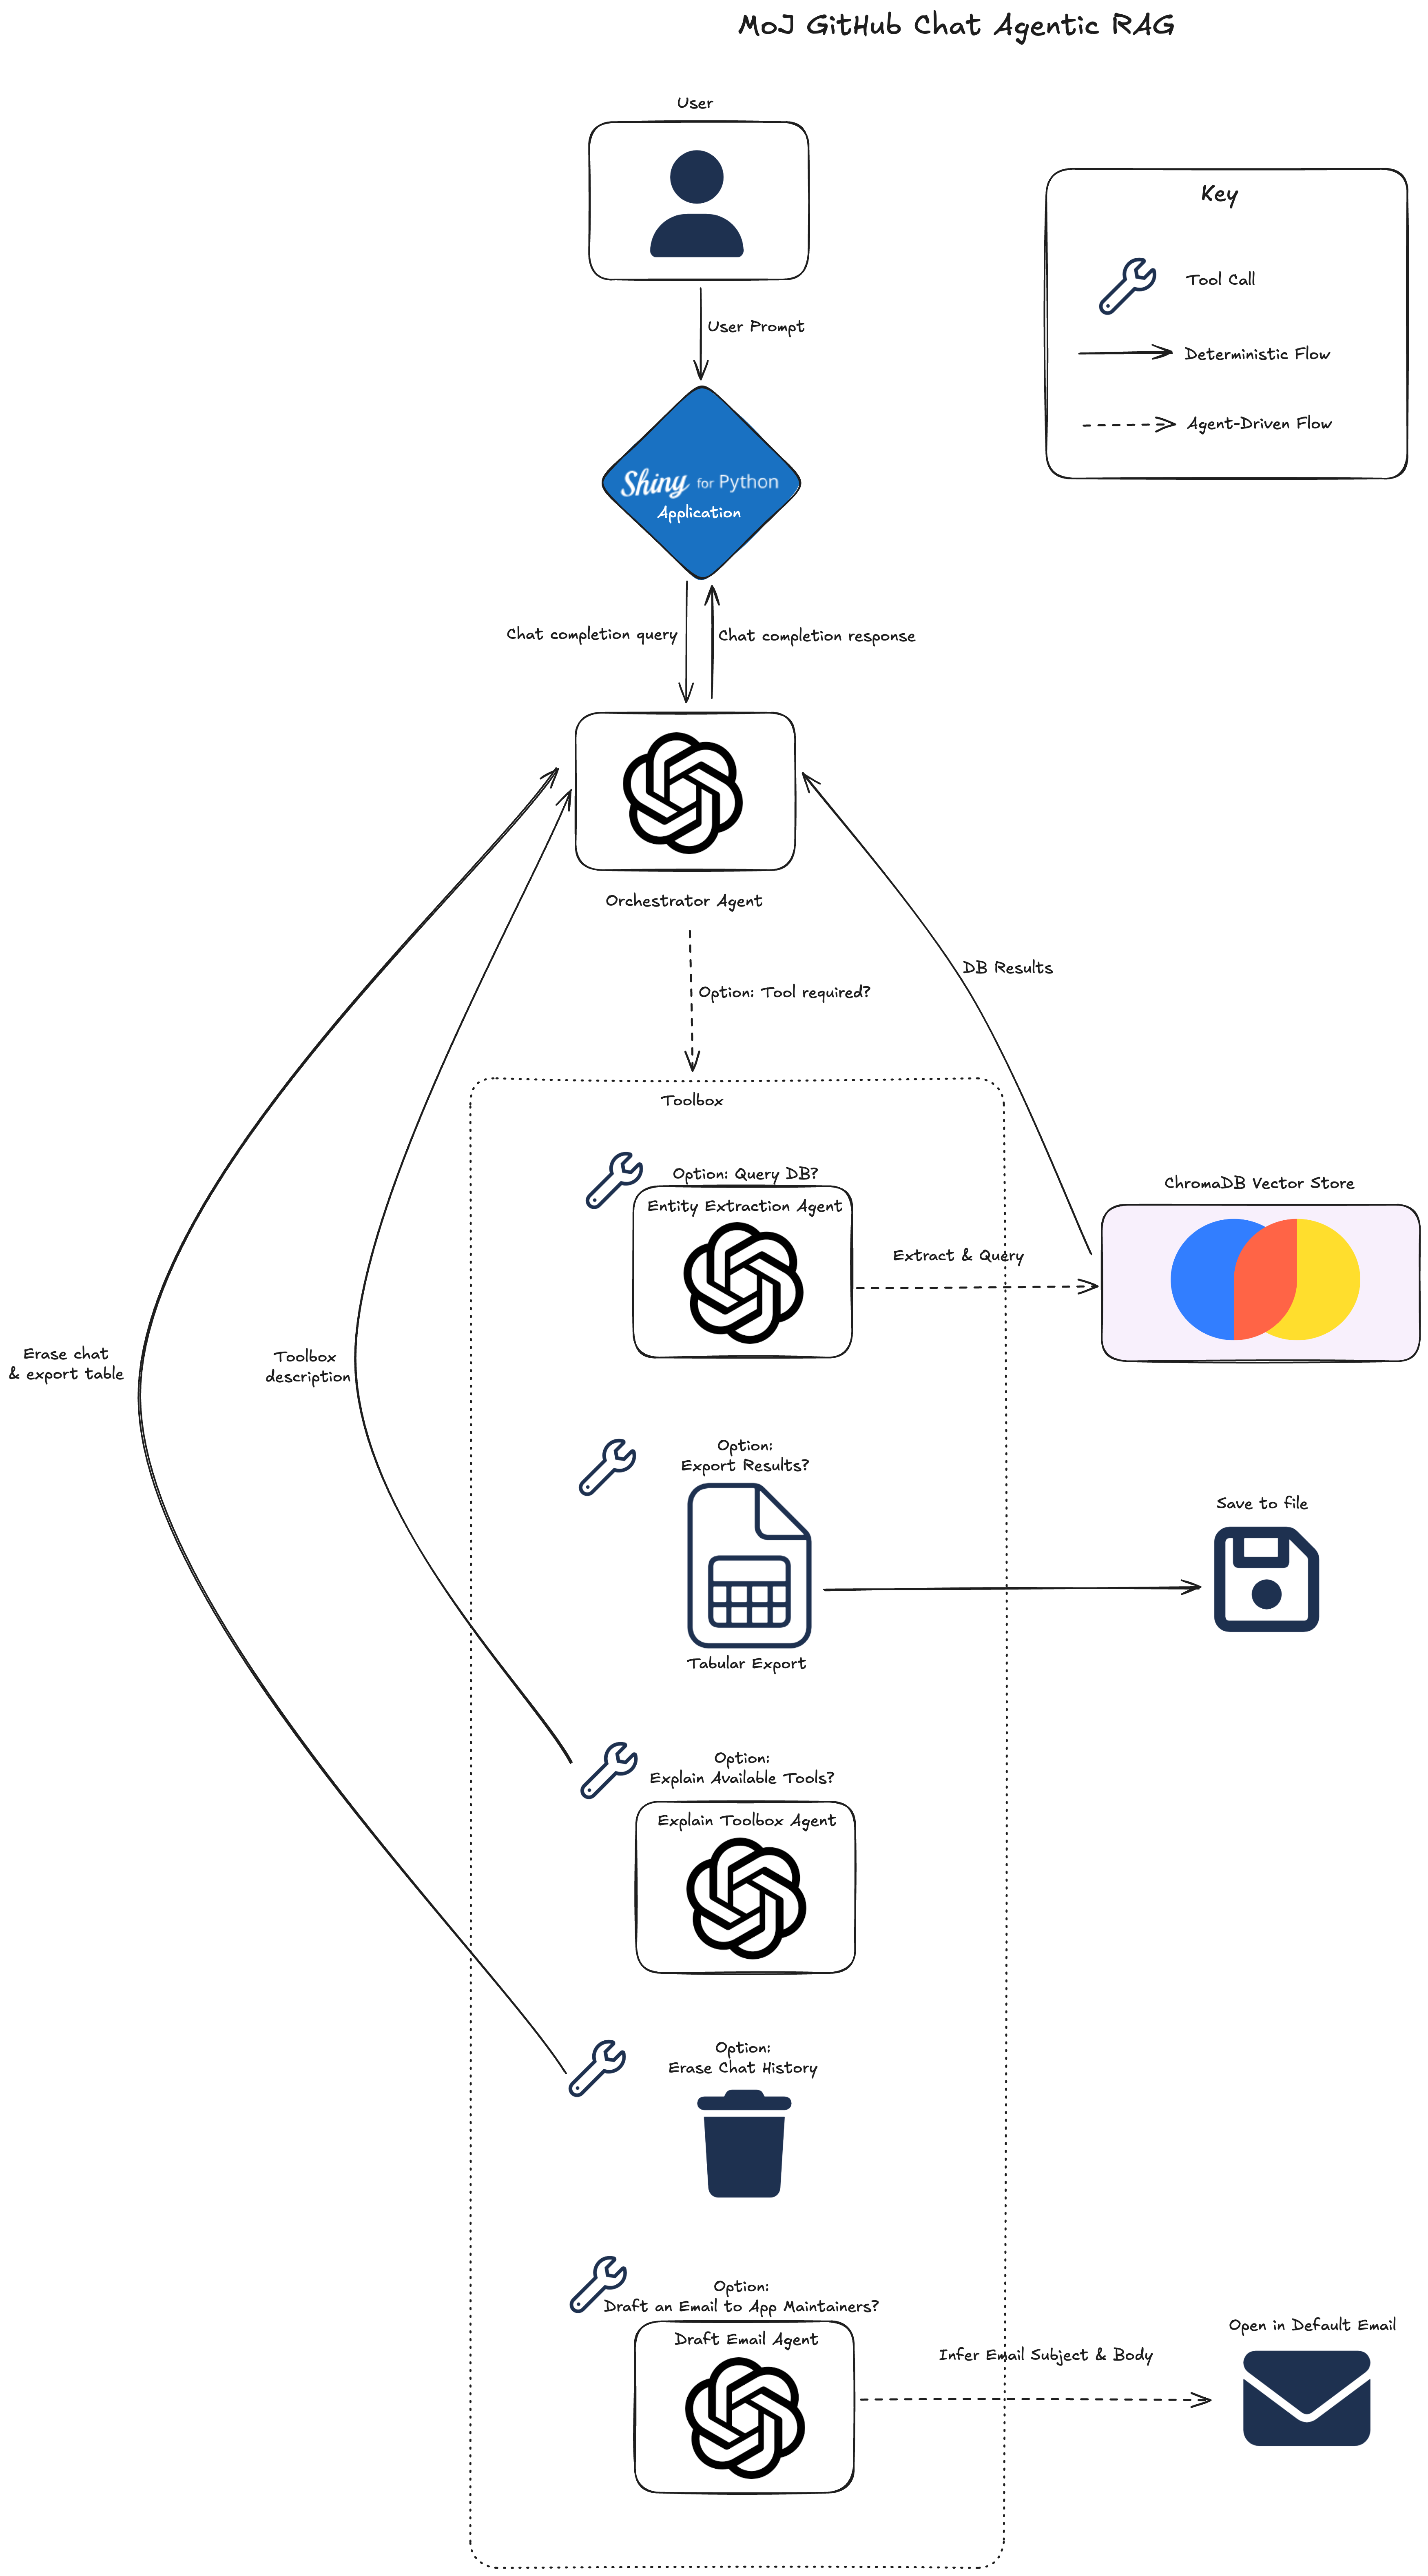 MoJ GitHub Chat Agentic RAG
User
Key
Tool Call
User Prompt
Deterministic Flow
Agent-Driven Flow
Shiny for Python
Application
Chat completion query
Chat completion response
Orchestrator Agent
DB Results
Option: Tool required?
Toolbox
Option: Query DB?
Entity Extraction Agent
ChromaDB Vector Store
Extract & Query
Erase chat
& export table
Toolbox
description
Option:
Export Results?
Save to file
Tabular Export
Option:
Explain Available Tools?
Explain Toolbox Agent
Option:
Erase Chat History
Option:
Draft an Email to App Maintainers?
Draft Email Agent
Infer Email Subject & Body
Open in Default Email